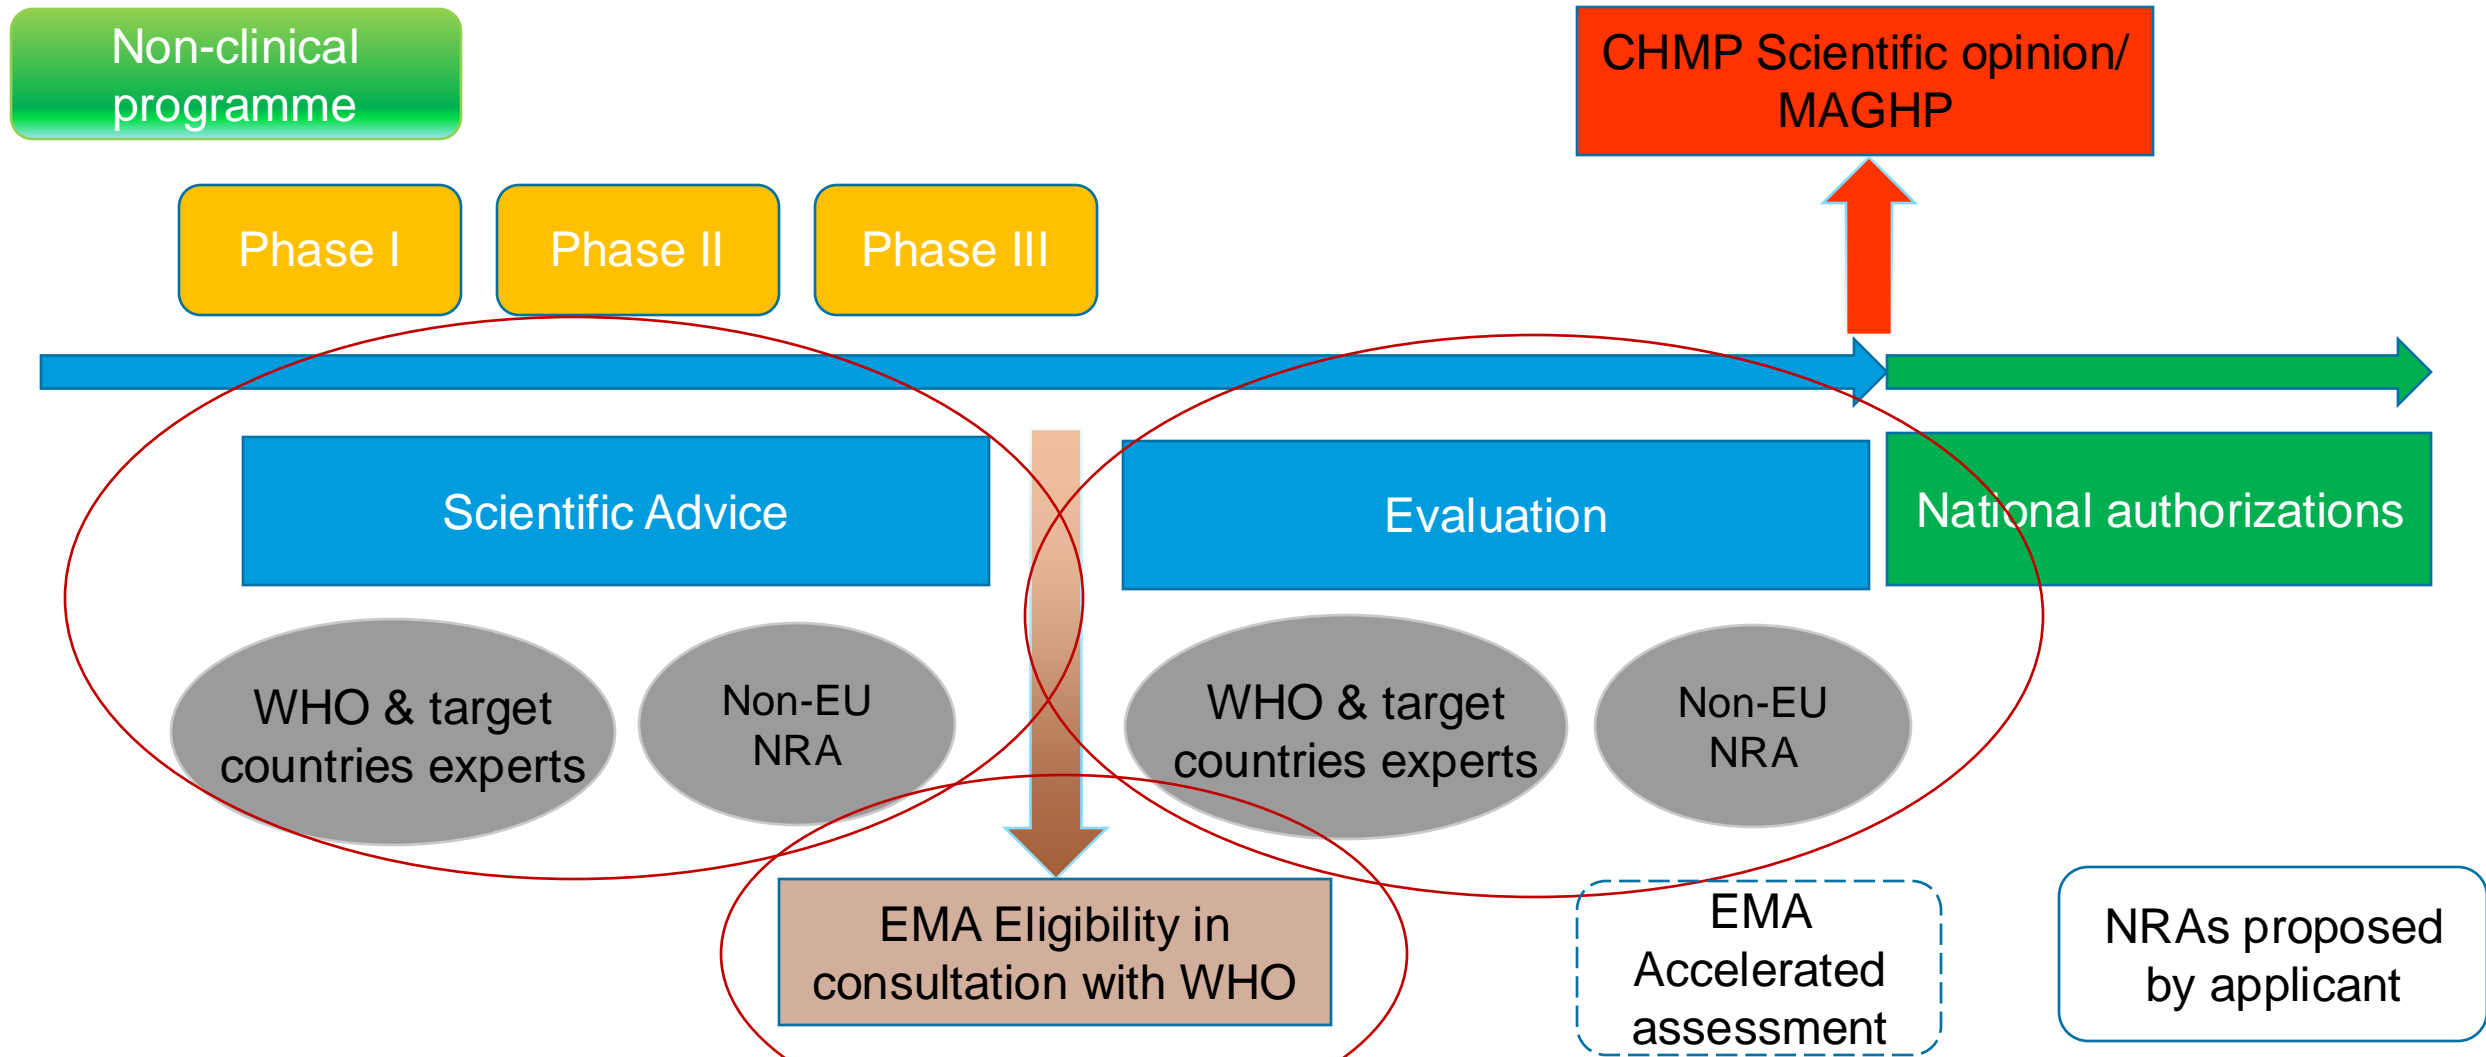 Non-clinical
programme
CHMP Scientific opinion/
MAGHP
Phase I
Phase II
Phase III
Scientific Advice
Evaluation
National authorizations
WHO & target
countries experts
Non-EU
NRA
WHO & target
countries experts
Non-EU
NRA
EMA Eligibility in
consultation with WHO
EMA
Accelerated
assessment
NRAs proposed
by applicant